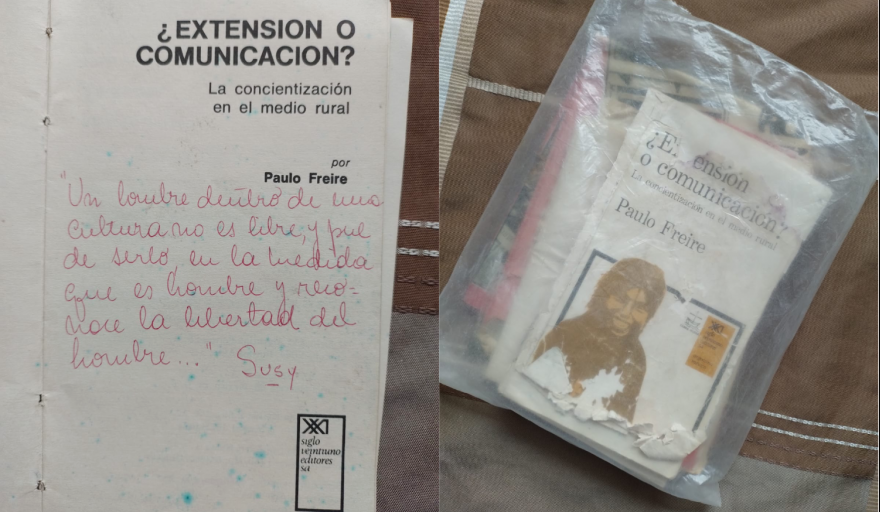 ¿EXTENSION O
COMUNICACION?
La concientización
en el medio rural
por
Paulo Freire
"Un hombre dentro de una
cultura no es libre, y pue
de serlo, en la medida
que es hombre y reco-
noce la libertad del
hombre..." Susy
siglo
veintiuno
editores
sa
¿E ensión
o comunicación?
La concientización en el medio rural
Paulo Freire